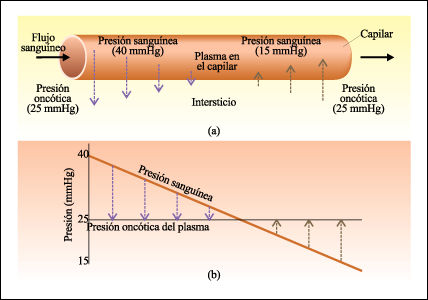 Flujo
sanguíneo
Presión sanguínea
(40 mmHg)
Plasma en
el capilar
Presión sanguínea
(15 mmHg)
Capilar
Presión
oncótica
(25 mmHg)
Intersticio
Presión
oncótica
(25 mmHg)
(a)
Presión (mmHg)
40
25
15
Presión sanguínea
Presión oncótica del plasma
(b)